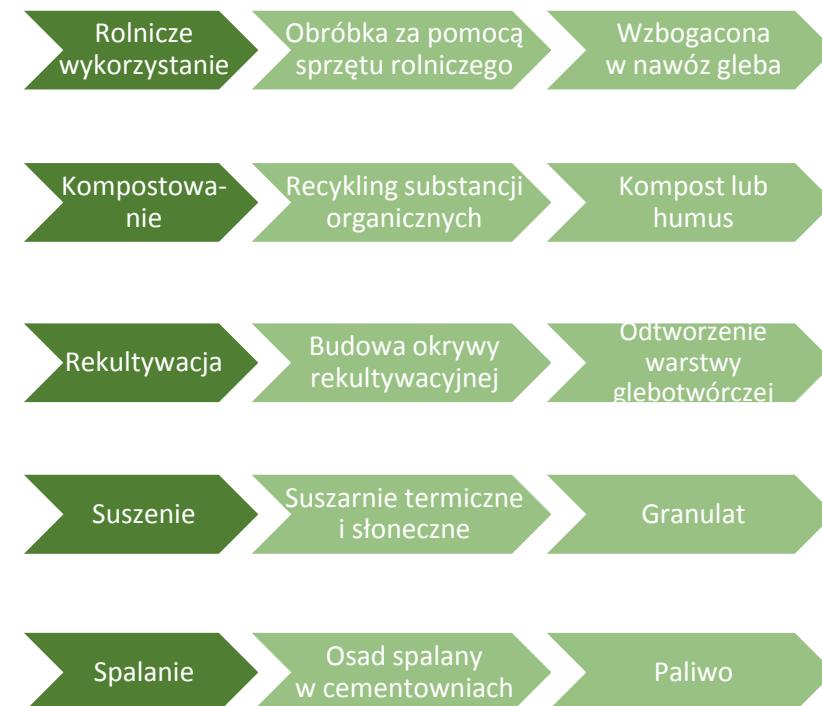 Rolnicze
wykorzystanie
Obróbka za pomocą
sprzętu rolniczego
Wzbogacona
w nawóz gleba
Kompostowa-
nie
Recykling substancji
organicznych
Kompost lub
humus
Rekultywacja
Budowa okrywy
rekultywacyjnej
Odtworzenie
warstwy
glebotwórczej
Suszenie
Suszarnie termiczne
i słoneczne
Granulat
Spalanie
Osad spalany
w cementowniach
Paliwo